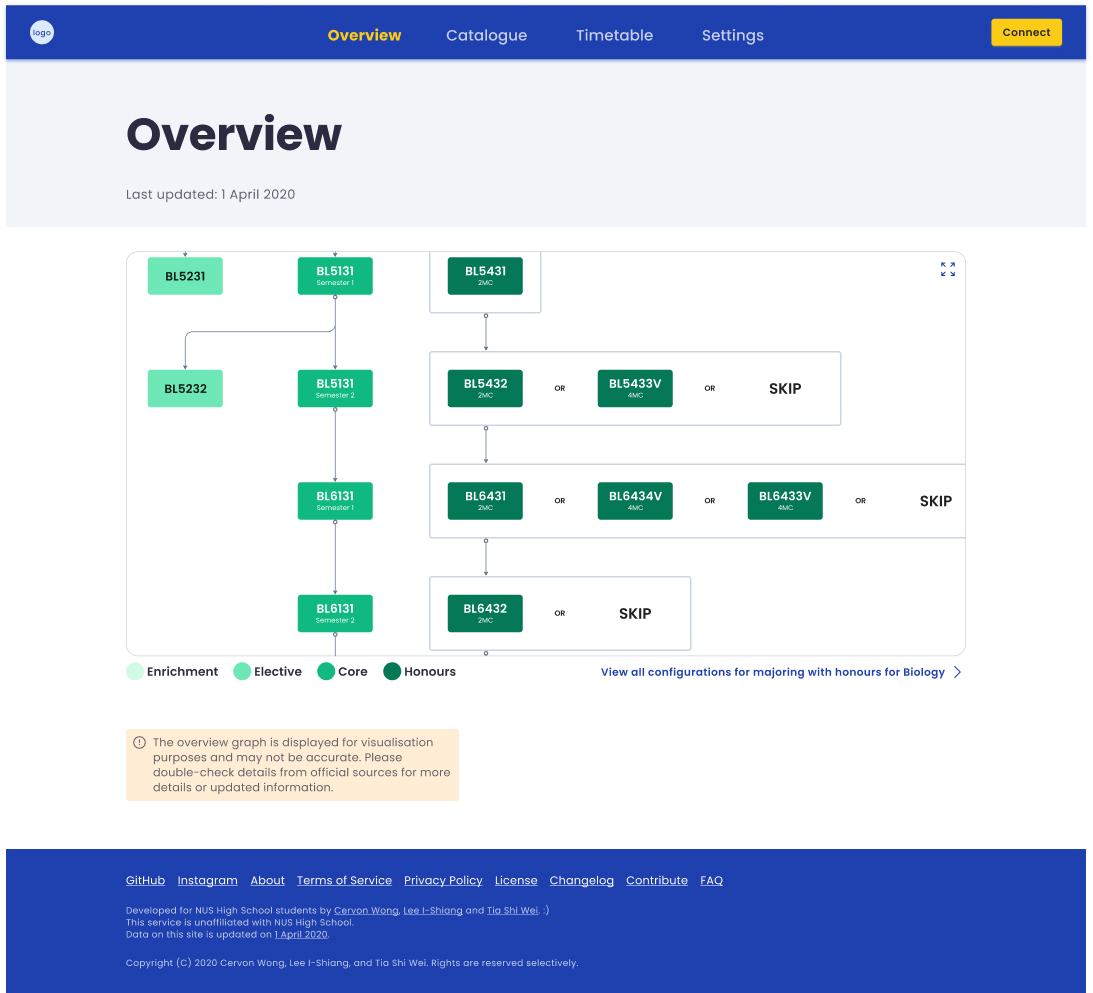 logo
Overview
Catalogue
Timetable
Settings
Connect
Overview
Last updated: 1 April 2020
BL5231
BL5131
Semester 1
BL5431
2MC
BL5232
BL5131
Semester 2
BL5432
2MC
OR
BL5433V
4MC
OR
SKIP
BL6131
Semester 1
BL6431
2MC
OR
BL6434V
4MC
OR
BL6433V
4MC
OR
SKIP
BL6131
Semester 2
BL6432
2MC
OR
SKIP
Enrichment
Elective
Core
Honours
View all configurations for majoring with honours for Biology
The overview graph is displayed for visualisation
purposes and may not be accurate. Please
double-check details from official sources for more
details or updated information.
GitHub Instagram About Terms of Service Privacy Policy License Changelog Contribute FAQ
Developed for NUS High School students by Cervon Wong, Lee I-Shiang and Tia Shi Wei. :)
This service is unaffiliated with NUS High School.
Data on this site is updated on 1 April 2020.
Copyright (C) 2020 Cervon Wong, Lee I-Shiang, and Tia Shi Wei. Rights are reserved selectively.